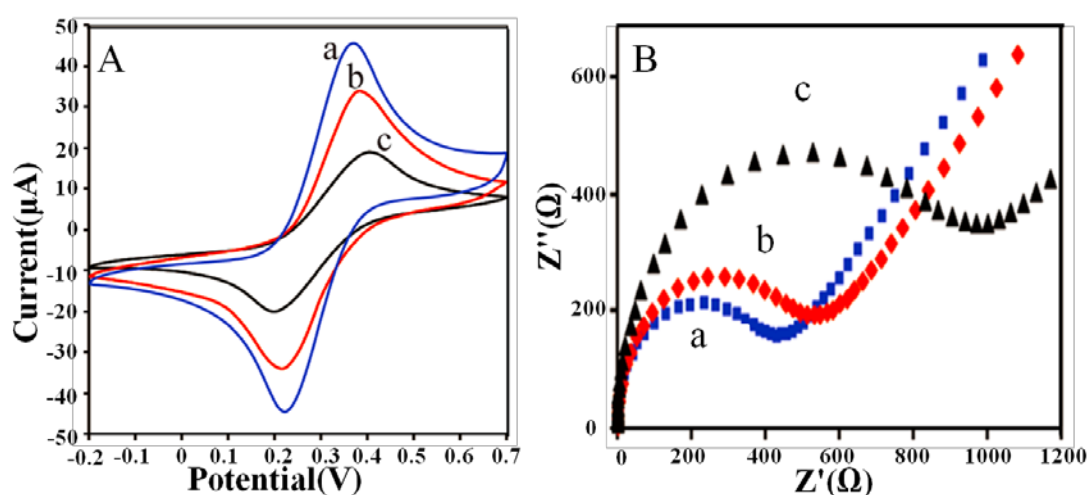 A
a
b
c
50
40
30
20
10
0
-10
-20
-30
-40
-50
-0.2 -0.1 0 0.1 0.2 0.3 0.4 0.5 0.6 0.7
Current(µA)
Potential(V)
B
c
b
a
600
400
200
0
0 200 400 600 800 1000 1200
Z''(Ω)
Z'(Ω)